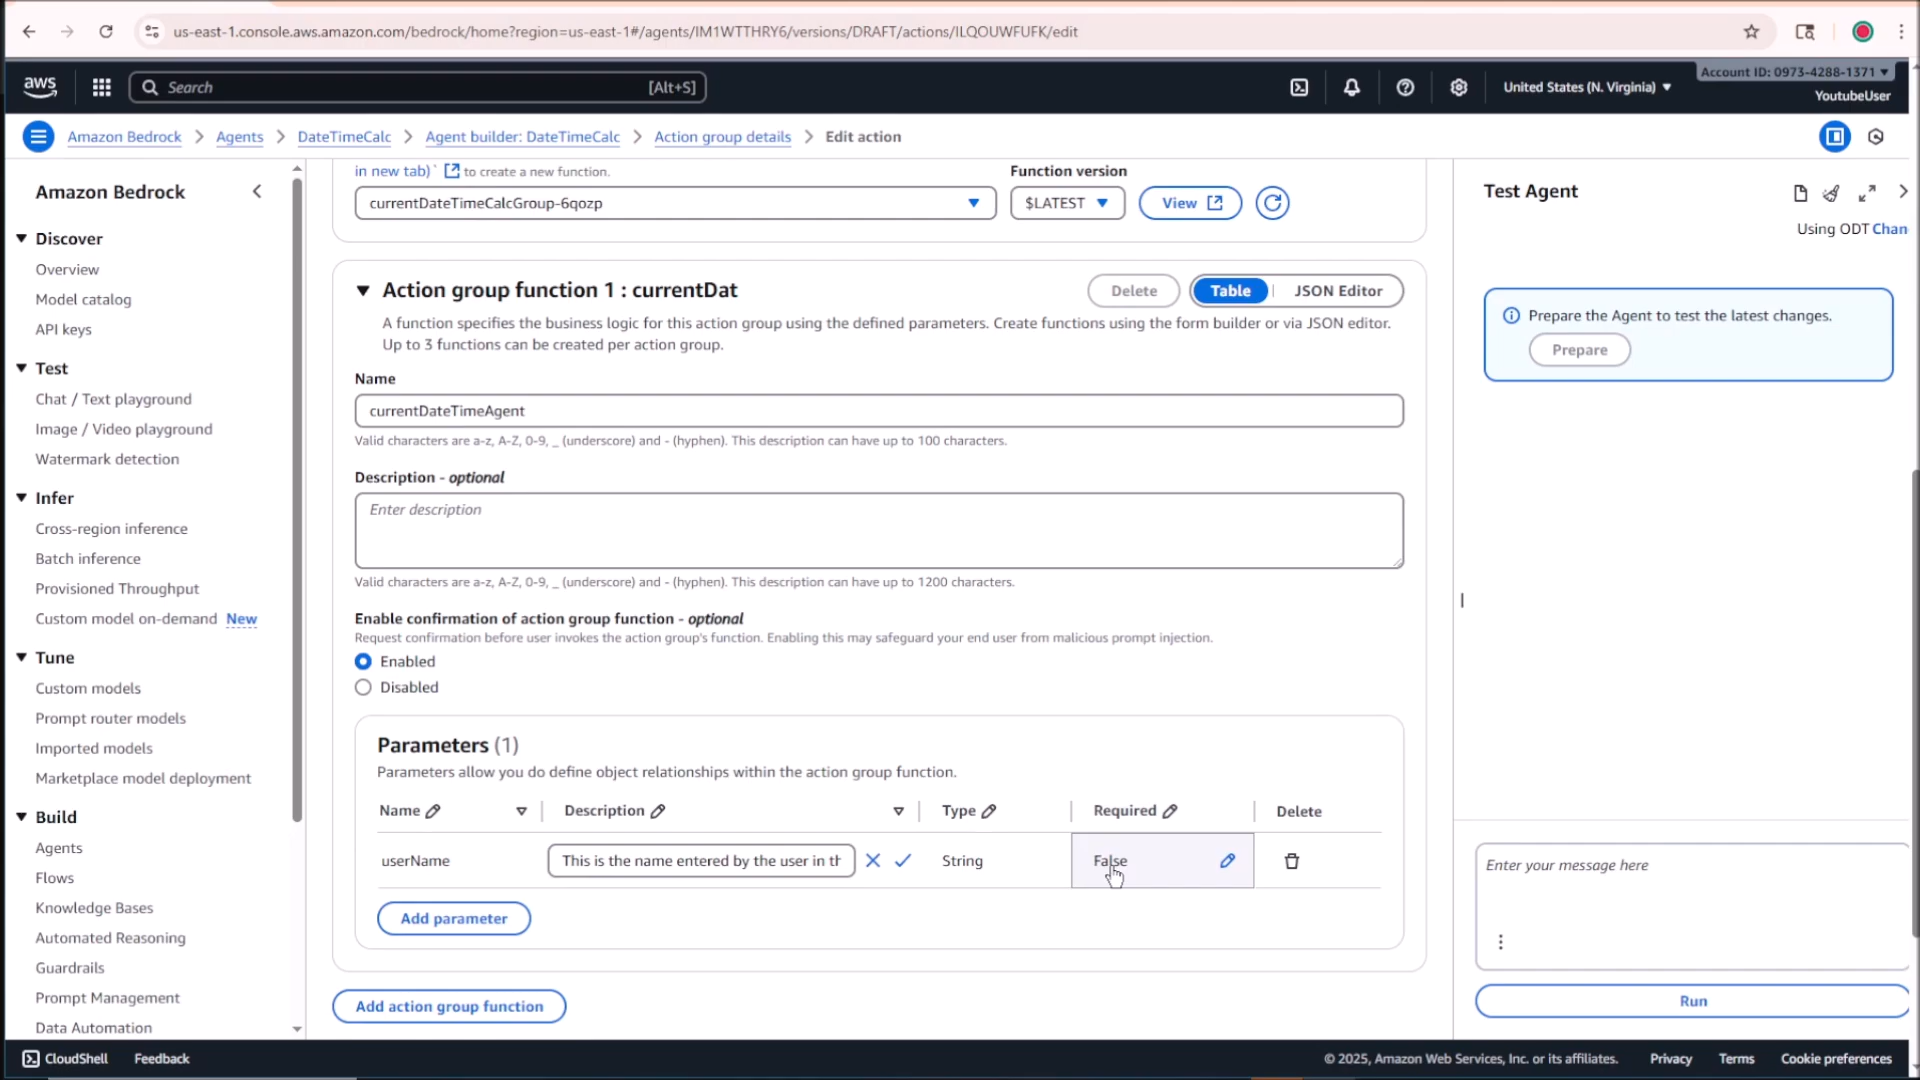 us-east-1.console.aws.amazon.com/bedrock/home?region=us-east-1#/agents/IM1WTTHRY6/versions/DRAFT/actions/ILQOUWFUFK/edit
aws
Search [Alt+S]
United States (N. Virginia)
Account ID: 0973-4288-1371
YoutubeUser
Amazon Bedrock > Agents > DateTimeCalc > Agent builder: DateTimeCalc > Action group details > Edit action
Amazon Bedrock
Discover
Overview
Model catalog
API keys
Test
Chat / Text playground
Image / Video playground
Watermark detection
Infer
Cross-region inference
Batch inference
Provisioned Throughput
Custom model on-demand New
Tune
Custom models
Prompt router models
Imported models
Marketplace model deployment
Build
Agents
Flows
Knowledge Bases
Automated Reasoning
Guardrails
Prompt Management
Data Automation
in new tab)` to create a new function.
Function version
currentDateTimeCalcGroup-6qozp
$LATEST
View
Action group function 1 : currentDat
Delete
Table
JSON Editor
A function specifies the business logic for this action group using the defined parameters. Create functions using the form builder or via JSON editor.
Up to 3 functions can be created per action group.
Name
currentDateTimeAgent
Valid characters are a-z, A-Z, 0-9, _ (underscore) and - (hyphen). This description can have up to 100 characters.
Description - optional
Enter description
Valid characters are a-z, A-Z, 0-9, _ (underscore) and - (hyphen). This description can have up to 1200 characters.
Enable confirmation of action group function - optional
Request confirmation before user invokes the action group's function. Enabling this may safeguard your end user from malicious prompt injection.
Enabled
Disabled
Parameters (1)
Parameters allow you do define object relationships within the action group function.
Name Description Type Required Delete
userName This is the name entered by the user in th String False
Add parameter
Add action group function
Test Agent
Using ODT Chan
Prepare the Agent to test the latest changes.
Prepare
Enter your message here
Run
CloudShell
Feedback
© 2025, Amazon Web Services, Inc. or its affiliates.
Privacy
Terms
Cookie preferences